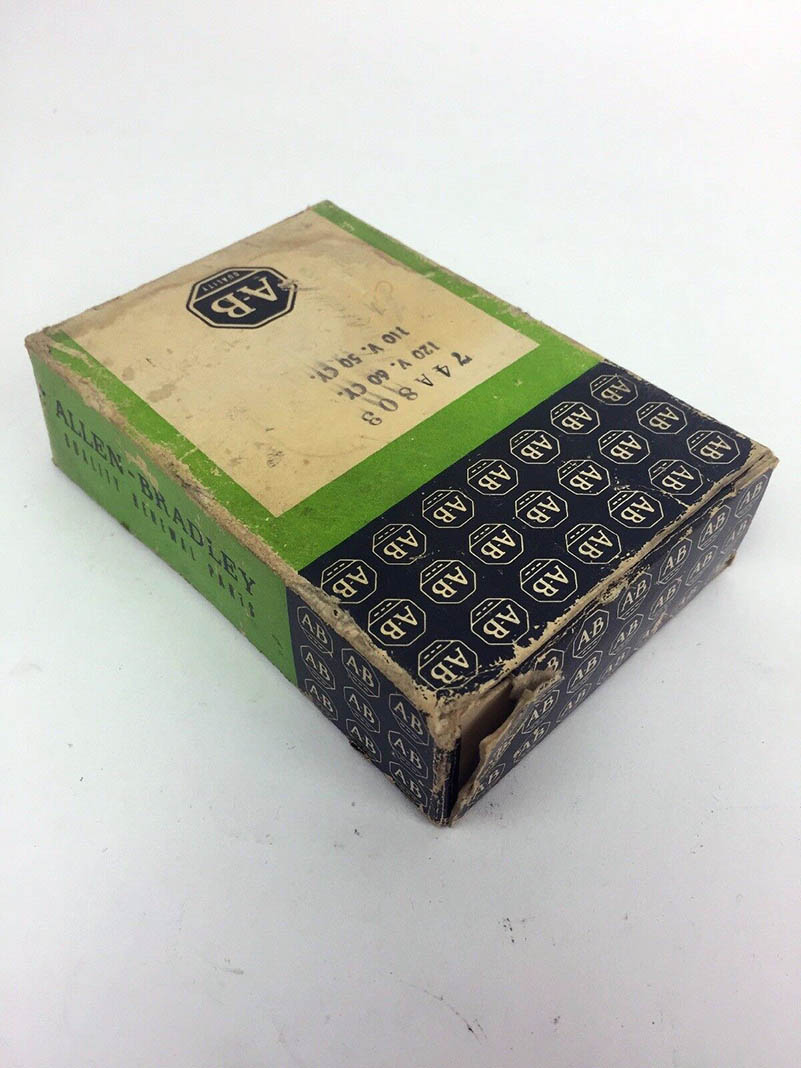 74A803
120 V. 60 CY.
110 V. 50 CY.
A-B
QUALITY
ALLEN-BRADLEY
QUALITY RENEWAL PARTS